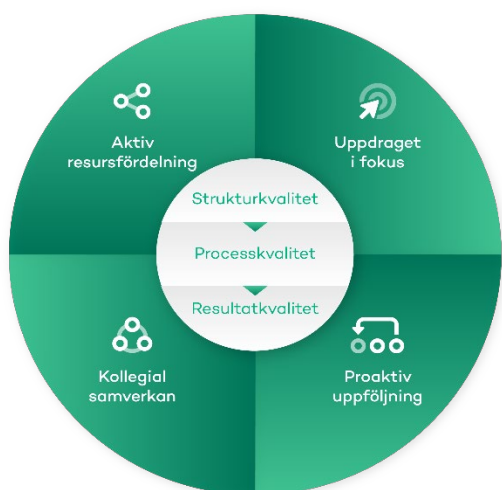 Aktiv
resursfördelning
Uppdraget
i fokus
Strukturkvalitet
Processkvalitet
Resultatkvalitet
Kollegial
samverkan
Proaktiv
uppföljning